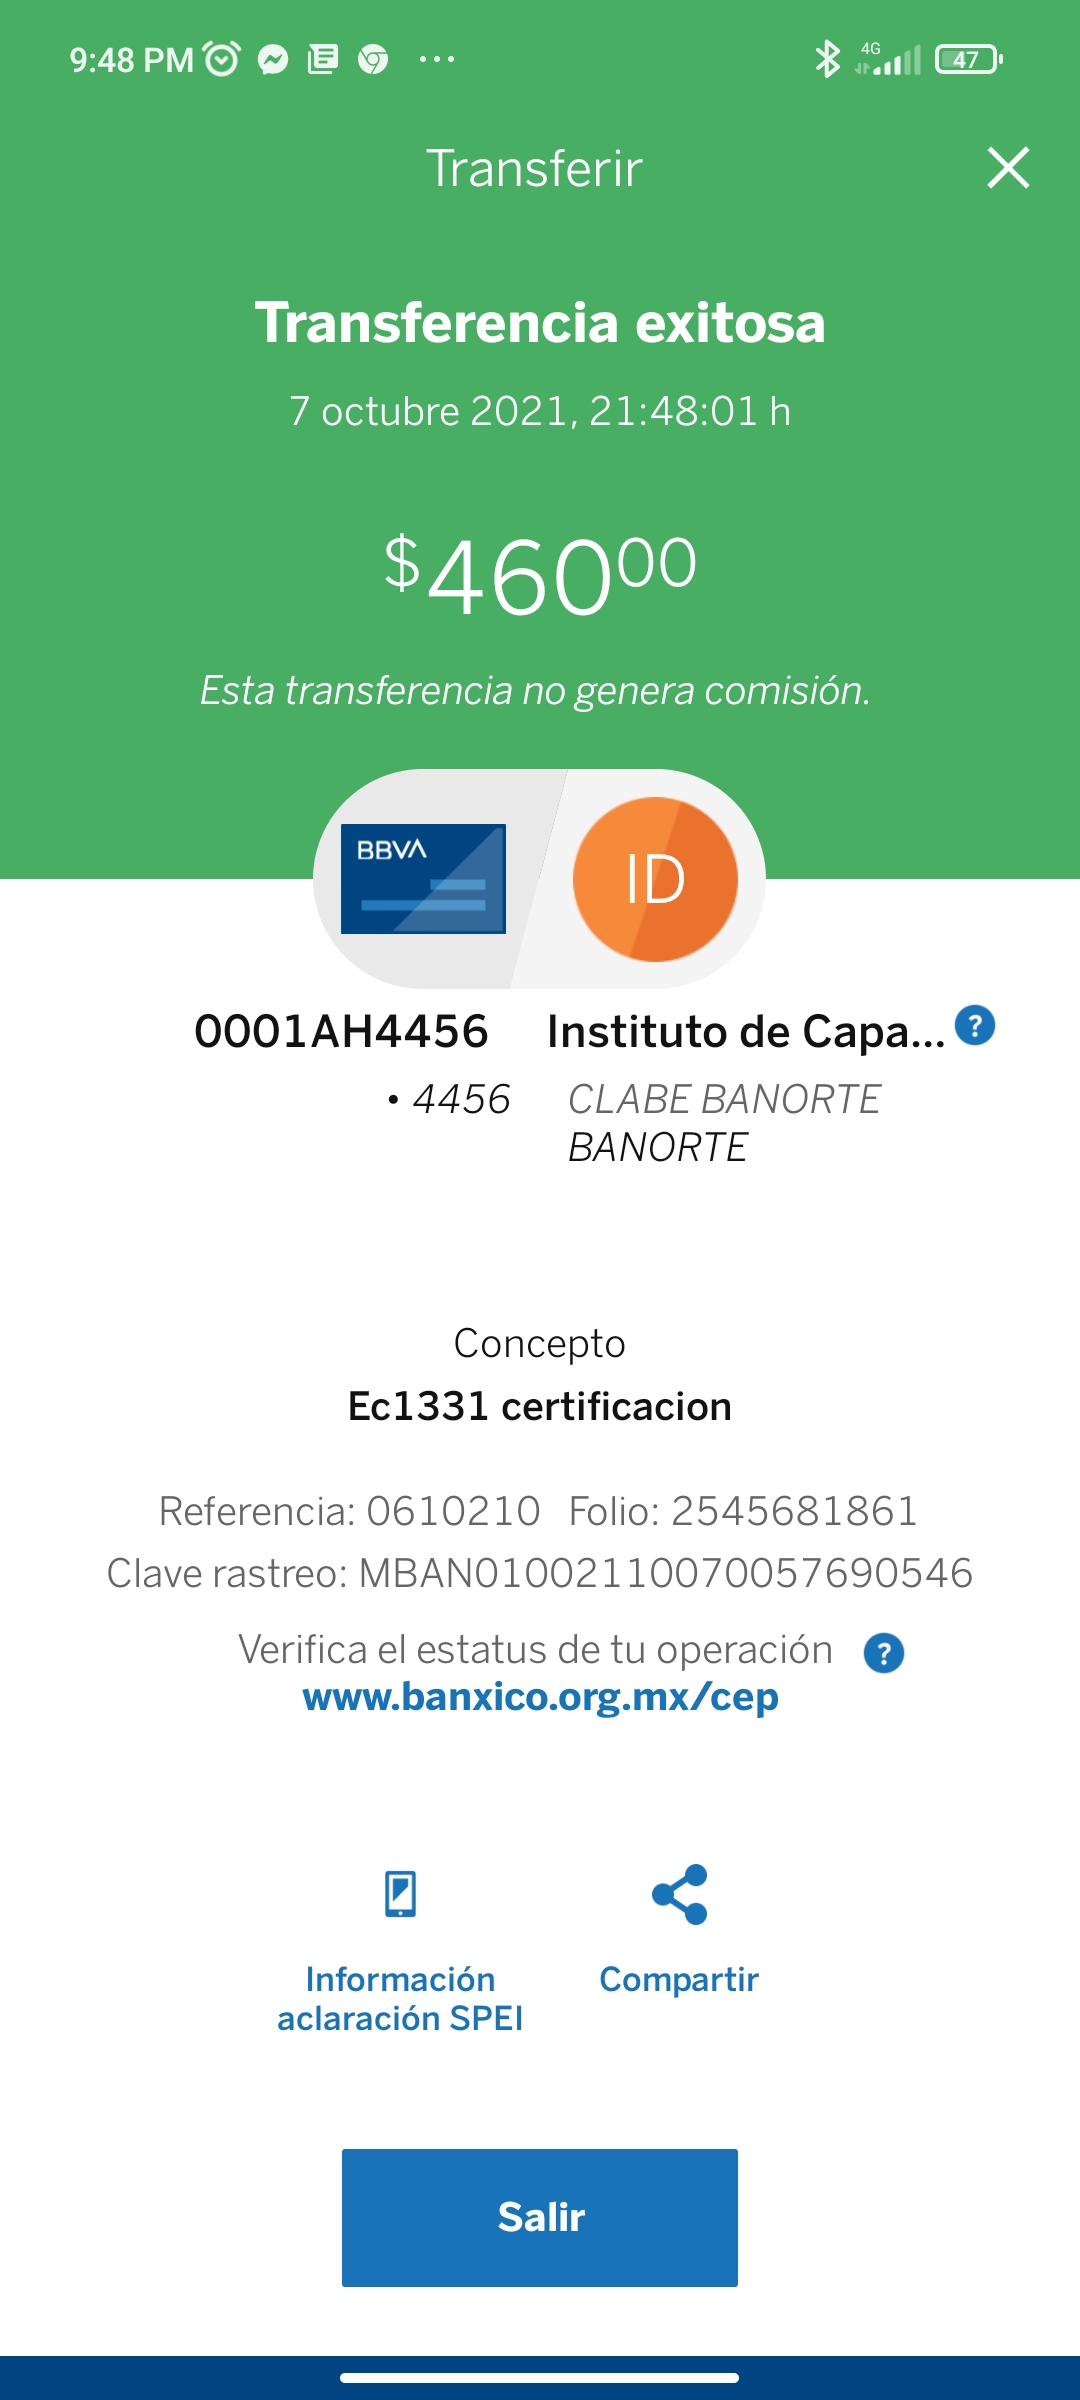 9:48 PM
4G
47
Transferir
Transferencia exitosa
7 octubre 2021, 21:48:01 h
$460 00
Esta transferencia no genera comisión.
BBVA
ID
0001AH4456 Instituto de Capa... ?
• 4456 CLABE BANORTE
BANORTE
Concepto
Ec1331 certificacion
Referencia: 0610210 Folio: 2545681861
Clave rastreo: MBAN01002110070057690546
Verifica el estatus de tu operación ?
www.banxico.org.mx/cep
Información
aclaración SPEI
Compartir
Salir